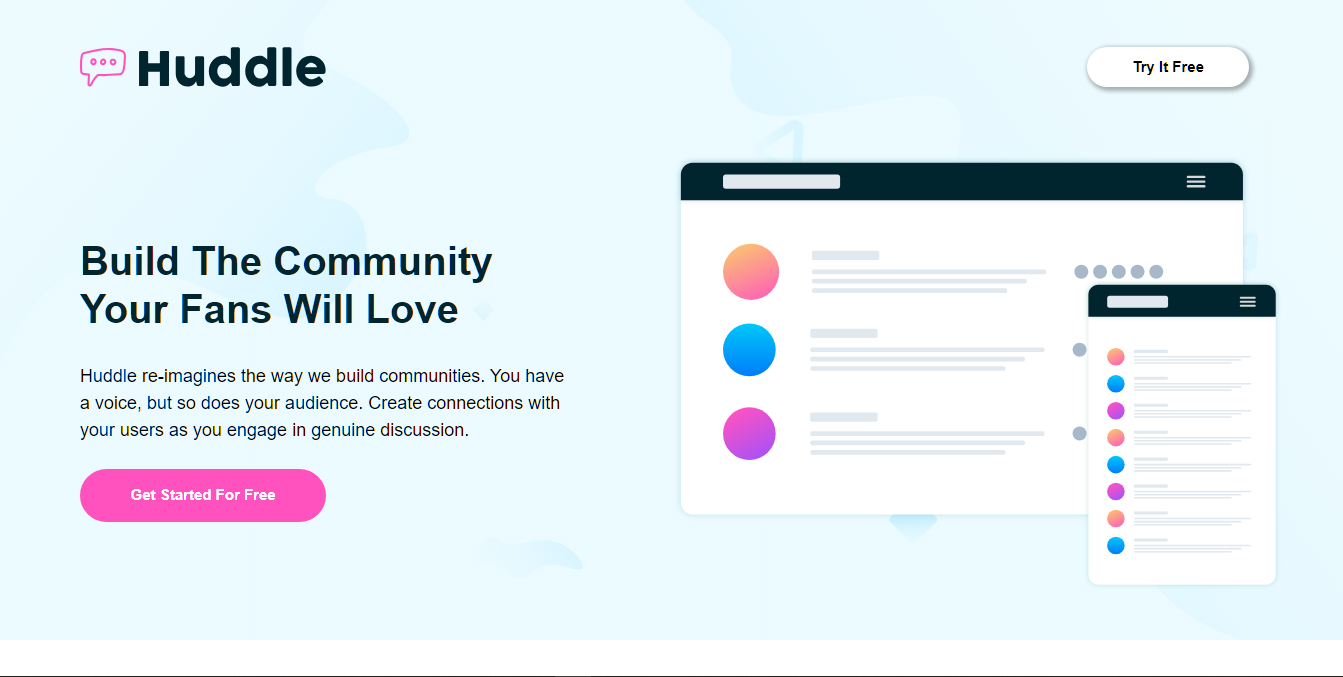 Huddle
Try It Free
Build The Community
Your Fans Will Love
Huddle re-imagines the way we build communities. You have
a voice, but so does your audience. Create connections with
your users as you engage in genuine discussion.
Get Started For Free